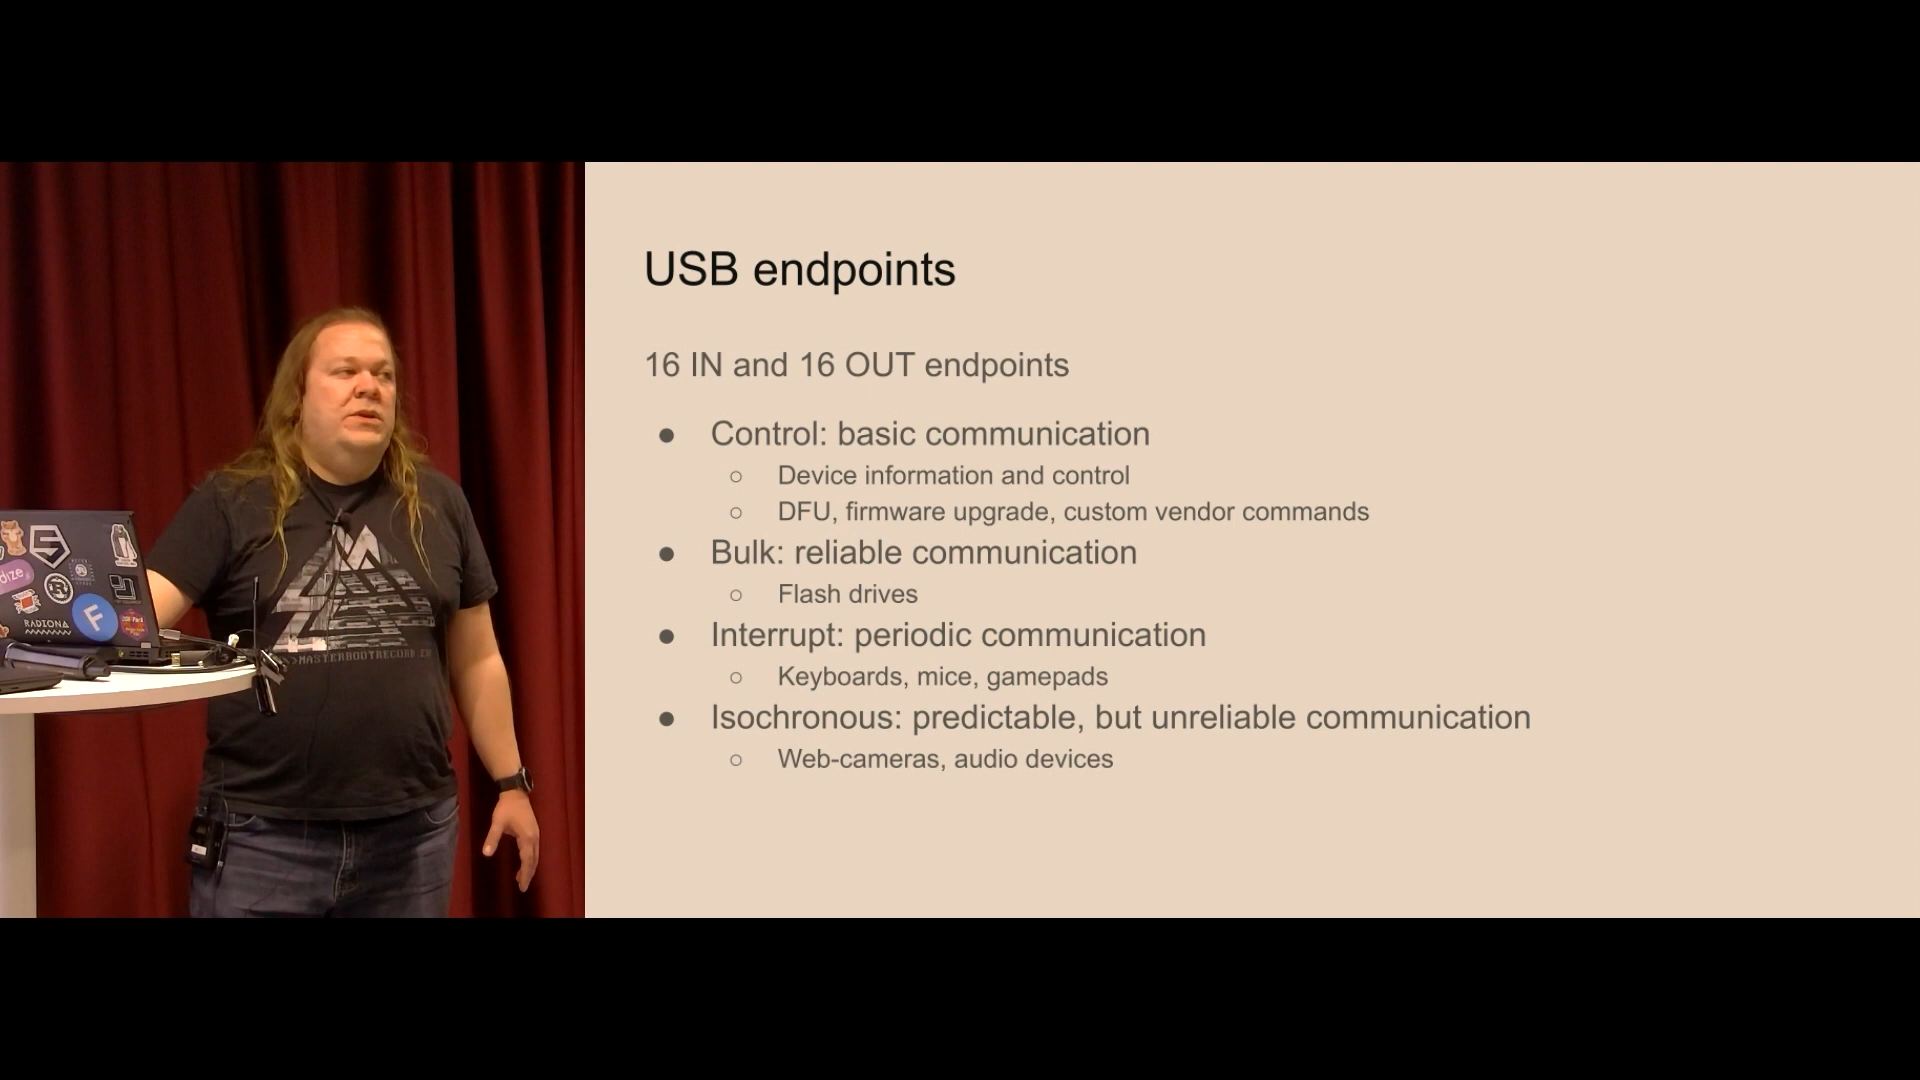 USB endpoints
16 IN and 16 OUT endpoints
● Control: basic communication
○ Device information and control
○ DFU, firmware upgrade, custom vendor commands
● Bulk: reliable communication
○ Flash drives
● Interrupt: periodic communication
○ Keyboards, mice, gamepads
● Isochronous: predictable, but unreliable communication
○ Web-cameras, audio devices
RADIONA
F